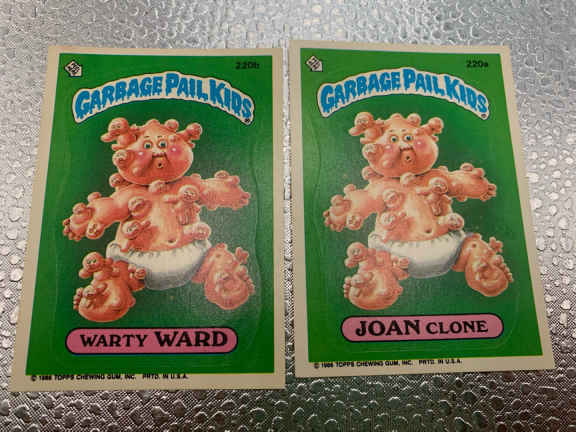 220b
GARBAGE PAIL KIDS
WARTY WARD
© 1986 TOPPS CHEWING GUM, INC. PRTD. IN U.S.A.
220a
GARBAGE PAIL KIDS
JOAN CLONE
© 1986 TOPPS CHEWING GUM, INC. PRTD. IN U.S.A.